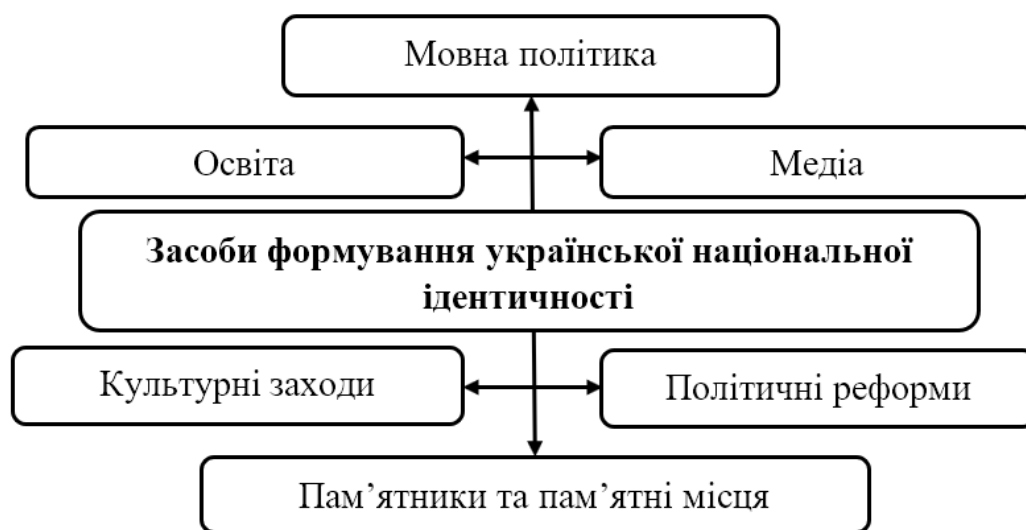 Мовна політика
Освіта
Медіа
Засоби формування української національної
ідентичності
Культурні заходи
Політичні реформи
Пам’ятники та пам’ятні місця